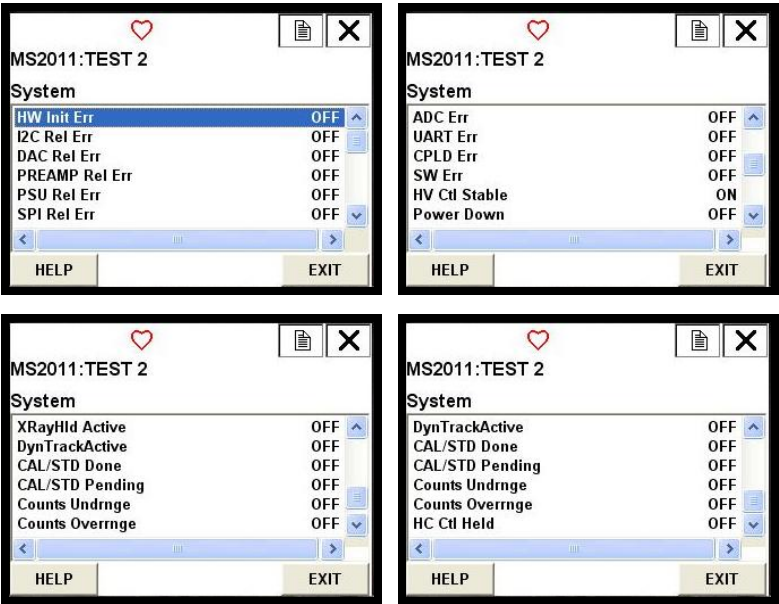 MS2011:TEST 2
System
HW Init Err OFF
I2C Rel Err OFF
DAC Rel Err OFF
PREAMP Rel Err OFF
PSU Rel Err OFF
SPI Rel Err OFF
HELP EXIT
MS2011:TEST 2
System
ADC Err OFF
UART Err OFF
CPLD Err OFF
SW Err OFF
HV Ctl Stable ON
Power Down OFF
HELP EXIT
MS2011:TEST 2
System
XRayHld Active OFF
DynTrackActive OFF
CAL/STD Done OFF
CAL/STD Pending OFF
Counts Undrnge OFF
Counts Overrnge OFF
HELP EXIT
MS2011:TEST 2
System
DynTrackActive OFF
CAL/STD Done OFF
CAL/STD Pending OFF
Counts Undrnge OFF
Counts Overrnge OFF
HC Ctl Held OFF
HELP EXIT